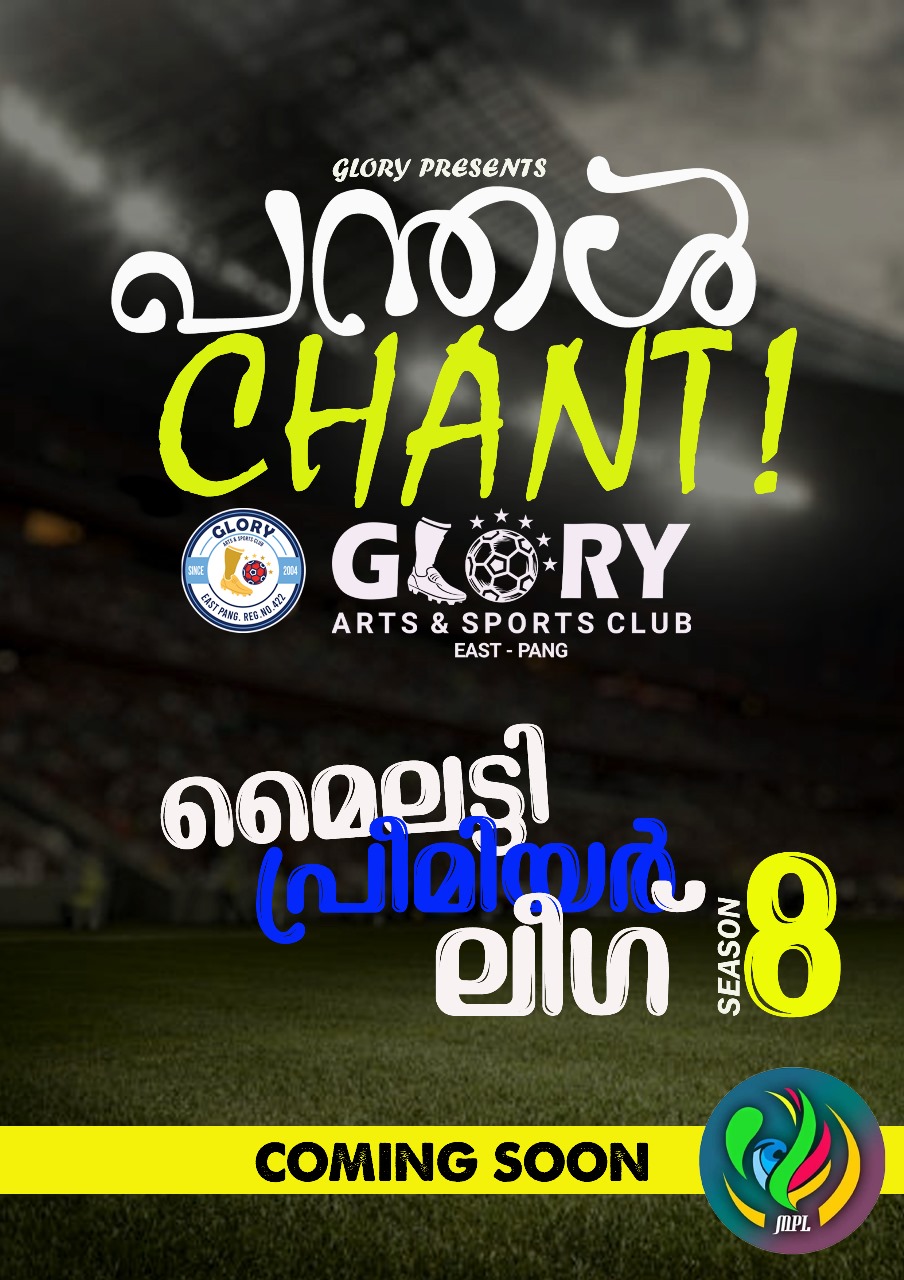 GLORY PRESENTS
പന്തൽ
CHANT!
GLORY
ARTS & SPORTS CLUB
SINCE 2004
EAST PANG. REG.NO.422
GLORY
ARTS & SPORTS CLUB
EAST - PANG
മൈലട്ടി
പ്രീമിയർ
ലീഗ്
SEASON 8
COMING SOON
MPL